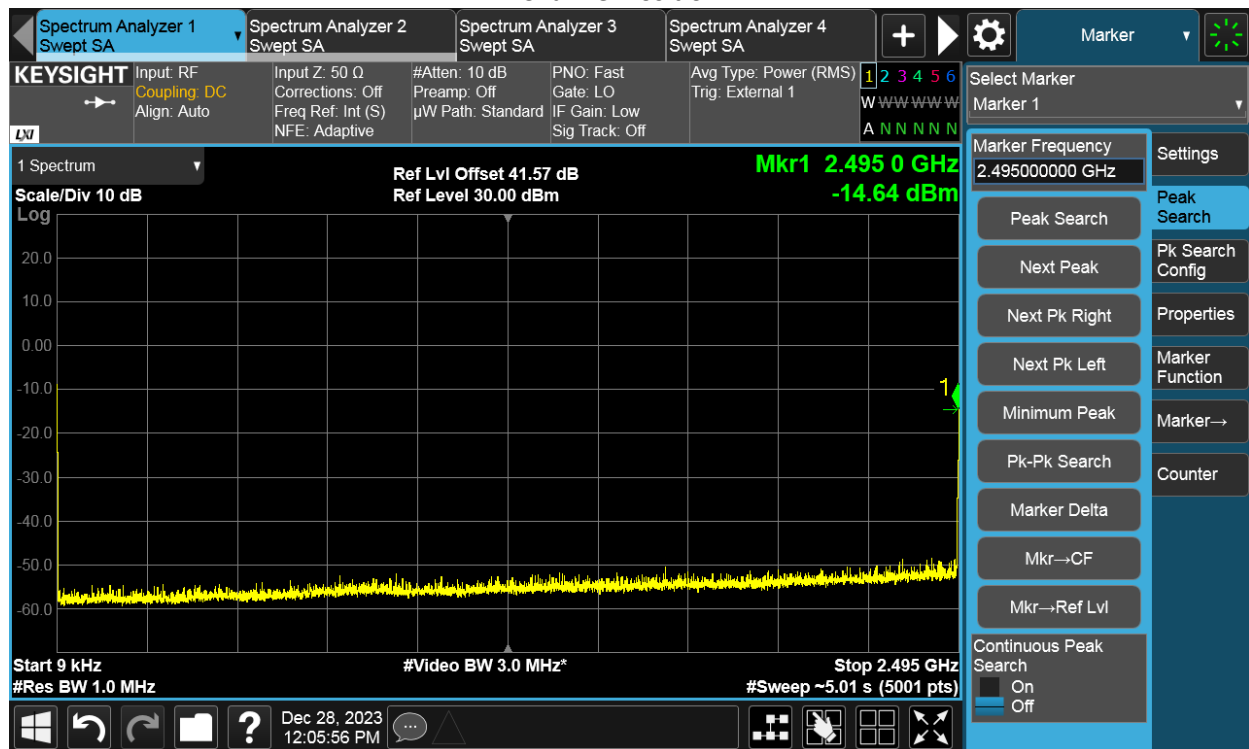 Spectrum Analyzer 1
Swept SA
Spectrum Analyzer 2
Swept SA
Spectrum Analyzer 3
Swept SA
Spectrum Analyzer 4
Swept SA
+
Marker
KEYSIGHT
LXI
Input: RF
Coupling: DC
Align: Auto
Input Z: 50 Ω
Corrections: Off
Freq Ref: Int (S)
NFE: Adaptive
#Atten: 10 dB
Preamp: Off
µW Path: Standard
PNO: Fast
Gate: LO
IF Gain: Low
Sig Track: Off
Avg Type: Power (RMS)
Trig: External 1
1 2 3 4 5 6
W W W W W W
A N N N N N
Select Marker
Marker 1
1 Spectrum
Scale/Div 10 dB
Log
Ref Lvl Offset 41.57 dB
Ref Level 30.00 dBm
Mkr1 2.495 0 GHz
-14.64 dBm
20.0
10.0
0.00
-10.0
-20.0
-30.0
-40.0
-50.0
-60.0
1
Start 9 kHz
#Res BW 1.0 MHz
#Video BW 3.0 MHz*
Stop 2.495 GHz
#Sweep ~5.01 s (5001 pts)
Marker Frequency
2.495000000 GHz
Peak Search
Next Peak
Next Pk Right
Next Pk Left
Minimum Peak
Pk-Pk Search
Marker Delta
Mkr→CF
Mkr→Ref Lvl
Continuous Peak
Search
On
Off
Settings
Peak
Search
Pk Search
Config
Properties
Marker
Function
Marker→
Counter
?
Dec 28, 2023
12:05:56 PM